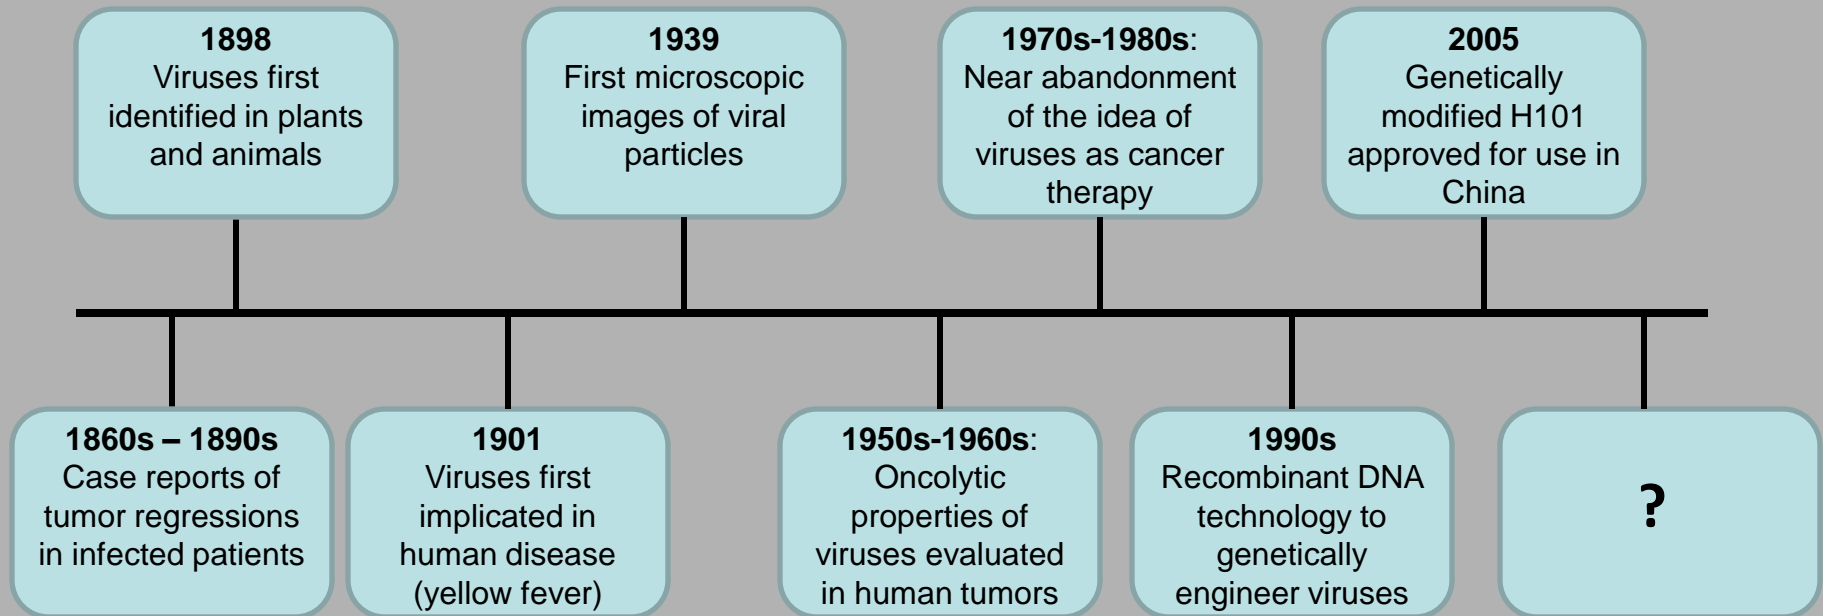 1898
Viruses first
identified in plants
and animals
1939
First microscopic
images of viral
particles
1970s-1980s:
Near abandonment
of the idea of
viruses as cancer
therapy
2005
Genetically
modified H101
approved for use in
China
1860s – 1890s
Case reports of
tumor regressions
in infected patients
1901
Viruses first
implicated in
human disease
(yellow fever)
1950s-1960s:
Oncolytic
properties of
viruses evaluated
in human tumors
1990s
Recombinant DNA
technology to
genetically
engineer viruses
?